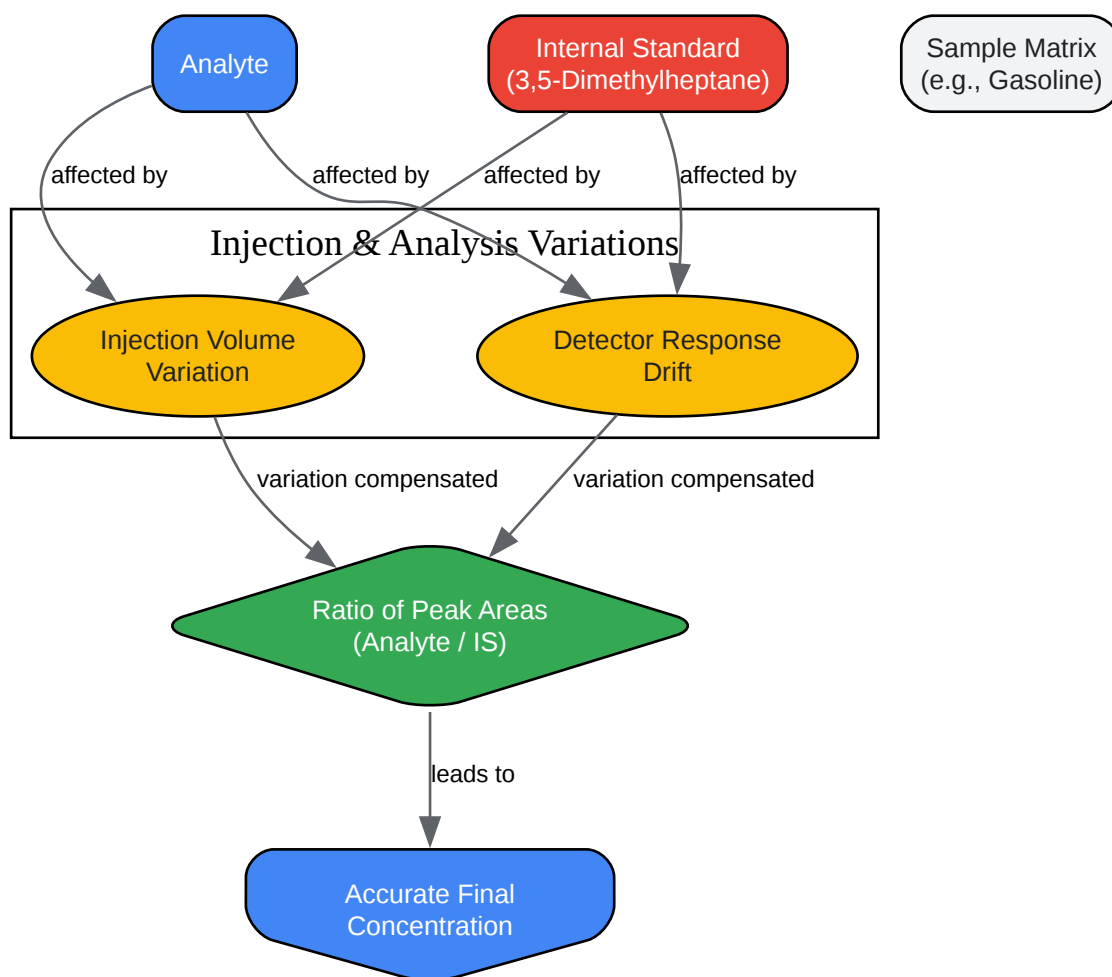 Analyte
Internal Standard
(3,5-Dimethylheptane)
Sample Matrix
(e.g., Gasoline)
affected by
affected by
affected by
affected by
Injection & Analysis Variations
Injection Volume
Variation
Detector Response
Drift
variation compensated
variation compensated
Ratio of Peak Areas
(Analyte / IS)
leads to
Accurate Final
Concentration